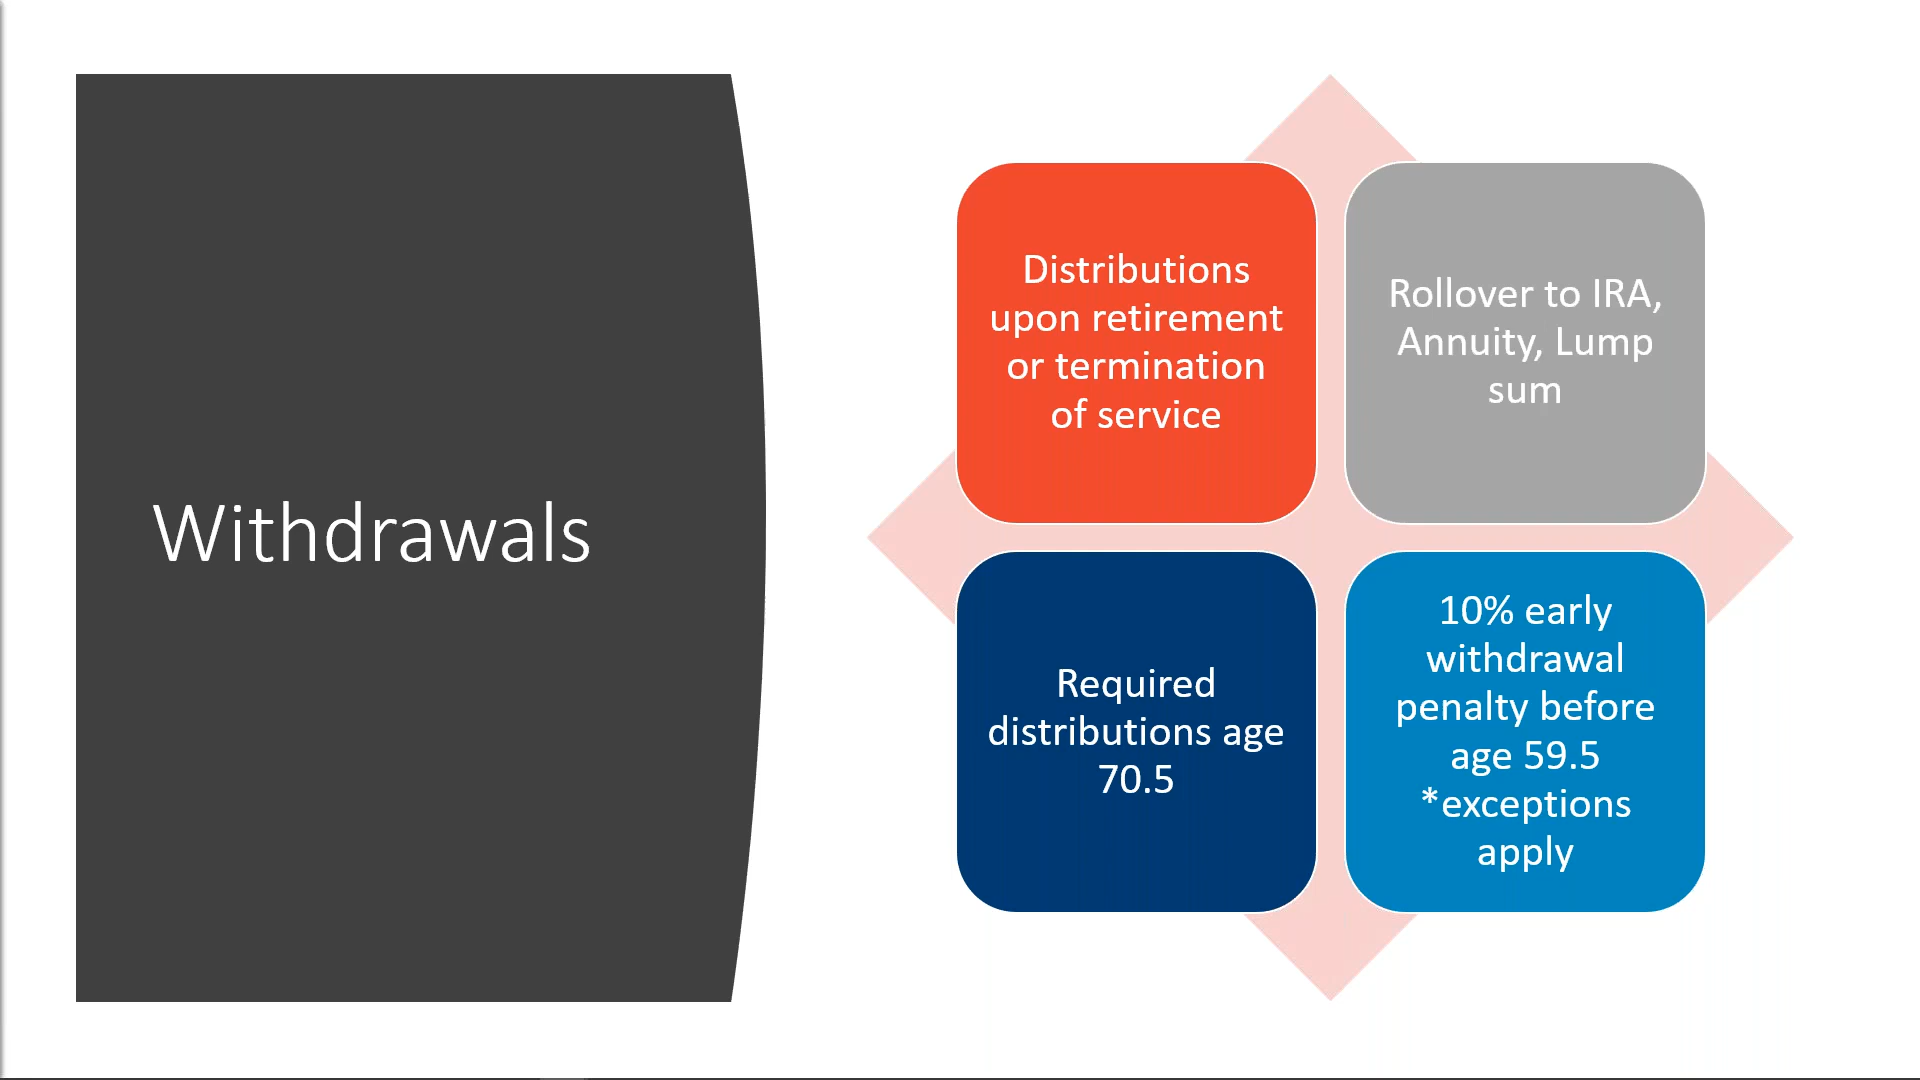 Withdrawals
Distributions
upon retirement
or termination
of service
Rollover to IRA,
Annuity, Lump
sum
Required
distributions age
70.5
10% early
withdrawal
penalty before
age 59.5
*exceptions
apply